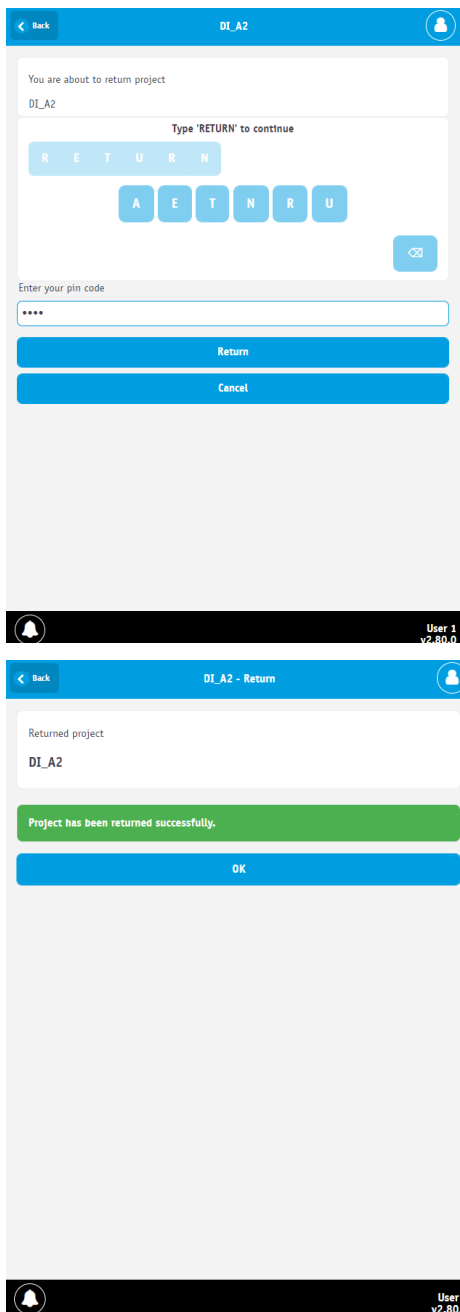 Back
DI_A2
You are about to return project
DI_A2
Type 'RETURN' to continue
R E T U R N
A E T N R U
Enter your pin code
••••
Return
Cancel
User 1
v2.80.0
Back
DI_A2 - Return
Returned project
DI_A2
Project has been returned successfully.
OK
User
v2.80